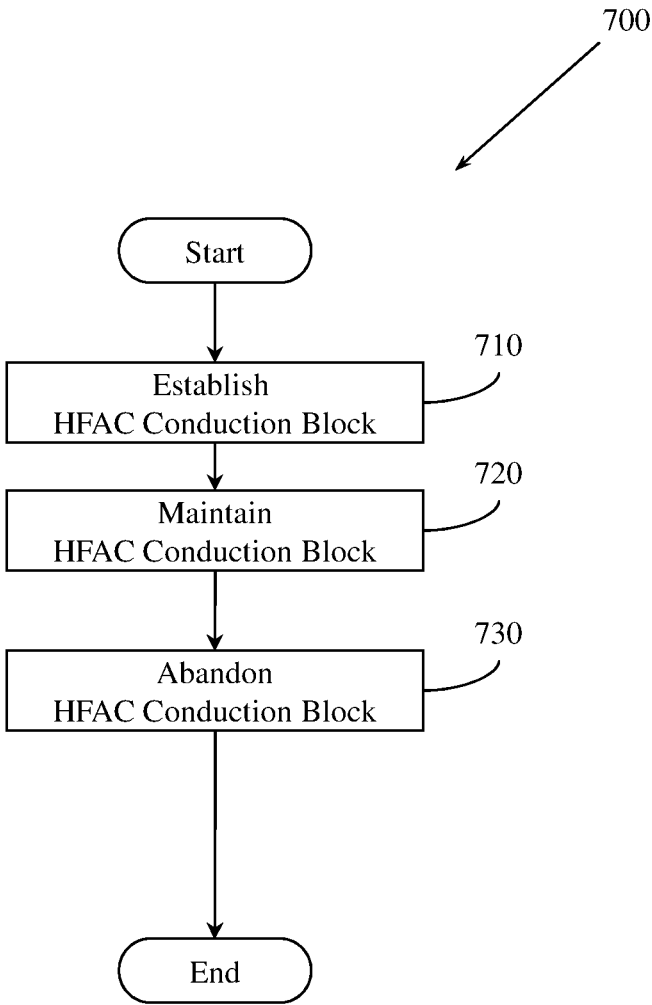 700
Start
710
Establish
HFAC Conduction Block
720
Maintain
HFAC Conduction Block
730
Abandon
HFAC Conduction Block
End